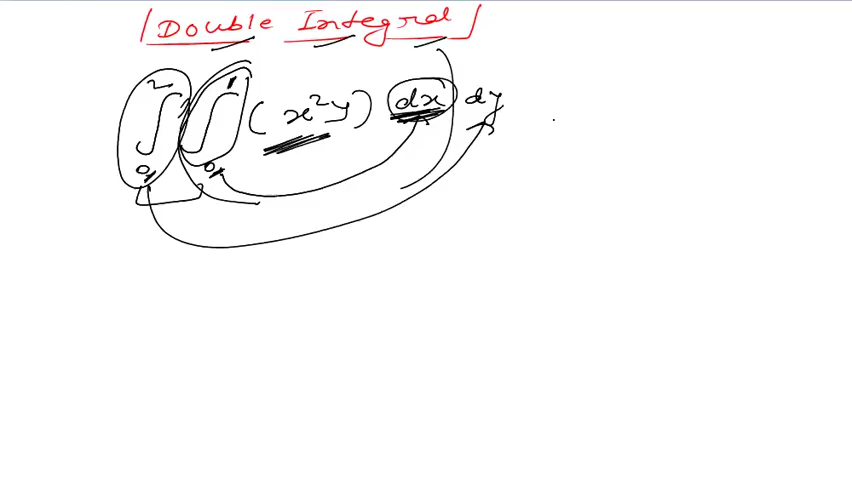 Double Integral
∫₀² ∫₀¹ (x²y) dx dy